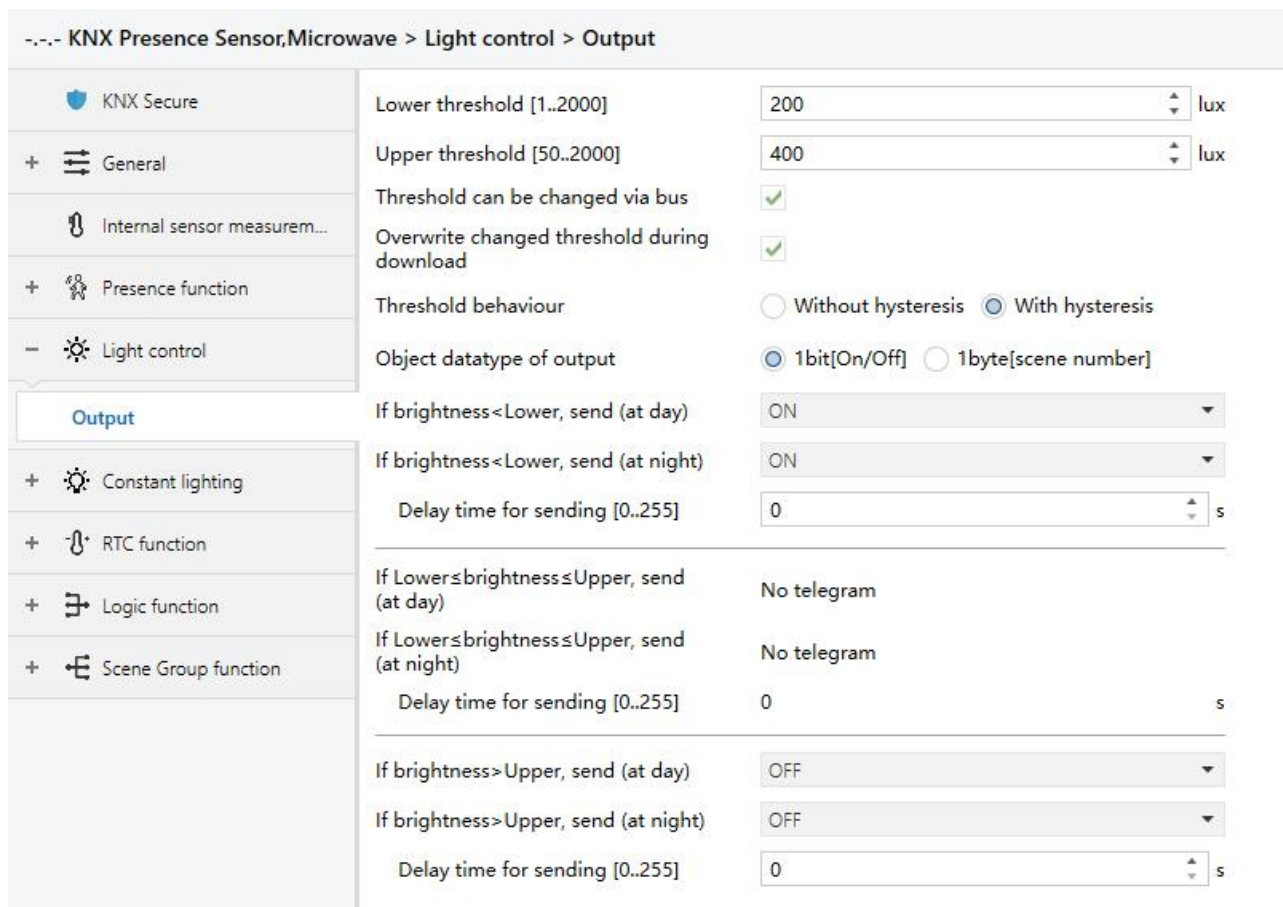 -.-.- KNX Presence Sensor,Microwave > Light control > Output
KNX Secure
+ General
Internal sensor measurem...
+ Presence function
− Light control
Output
+ Constant lighting
+ RTC function
+ Logic function
+ Scene Group function
Lower threshold [1..2000] 200 lux
Upper threshold [50..2000] 400 lux
Threshold can be changed via bus
Overwrite changed threshold during
download
Threshold behaviour Without hysteresis With hysteresis
Object datatype of output 1bit[On/Off] 1byte[scene number]
If brightness<Lower, send (at day) ON
If brightness<Lower, send (at night) ON
Delay time for sending [0..255] 0 s
If Lower≤brightness≤Upper, send
(at day) No telegram
If Lower≤brightness≤Upper, send
(at night) No telegram
Delay time for sending [0..255] 0 s
If brightness>Upper, send (at day) OFF
If brightness>Upper, send (at night) OFF
Delay time for sending [0..255] 0 s